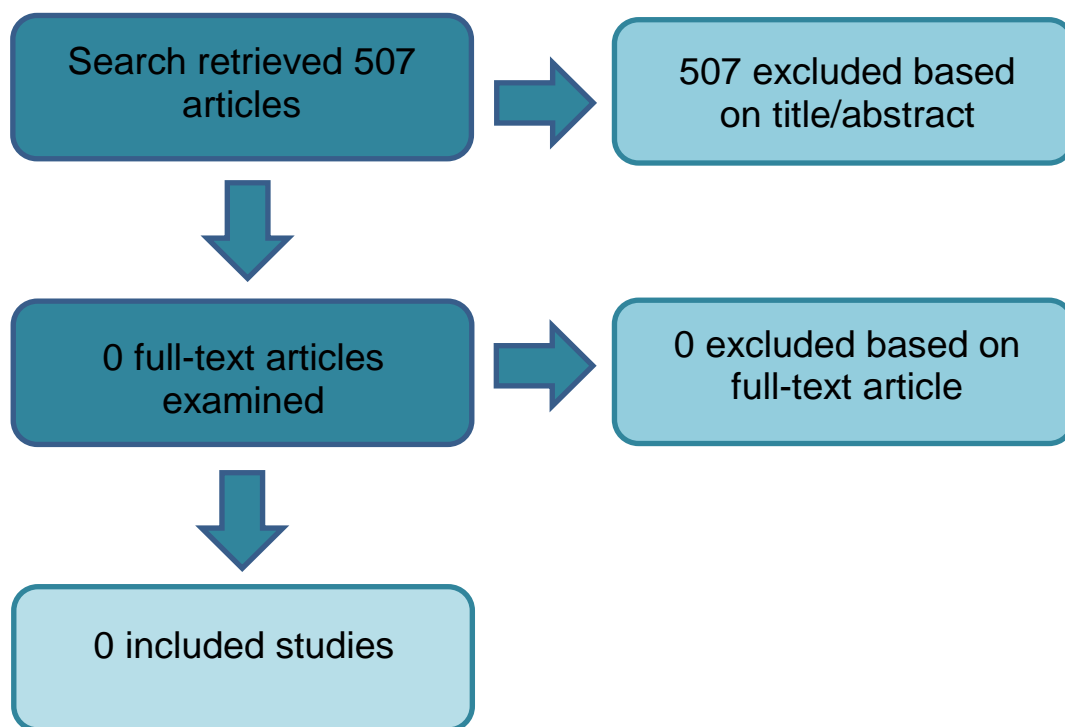 Search retrieved 507
articles
507 excluded based
on title/abstract
0 full-text articles
examined
0 excluded based on
full-text article
0 included studies